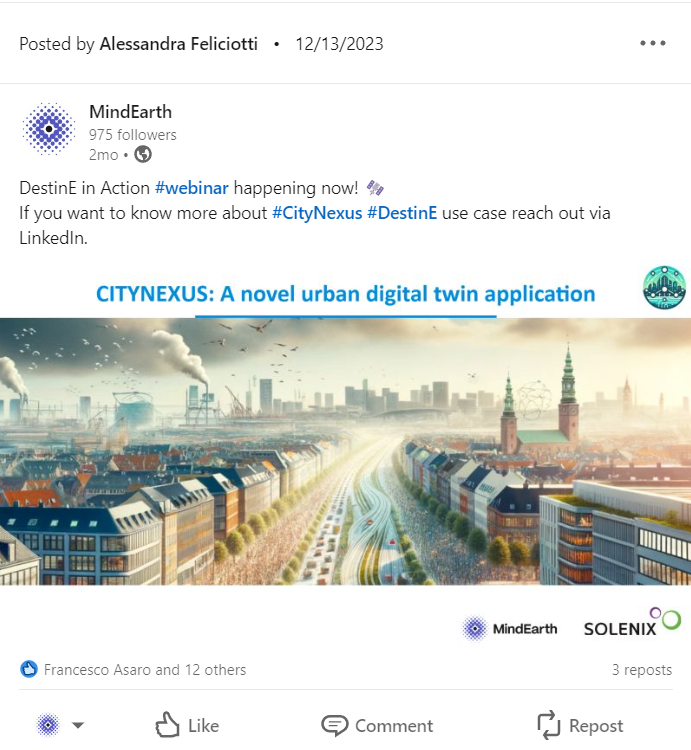 Posted by Alessandra Feliciotti • 12/13/2023
MindEarth
975 followers
2mo •
DestinE in Action #webinar happening now!
If you want to know more about #CityNexus #DestinE use case reach out via
LinkedIn.
CITYNEXUS: A novel urban digital twin application
MindEarth
SOLENIX
Francesco Asaro and 12 others
3 reposts
Like
Comment
Repost